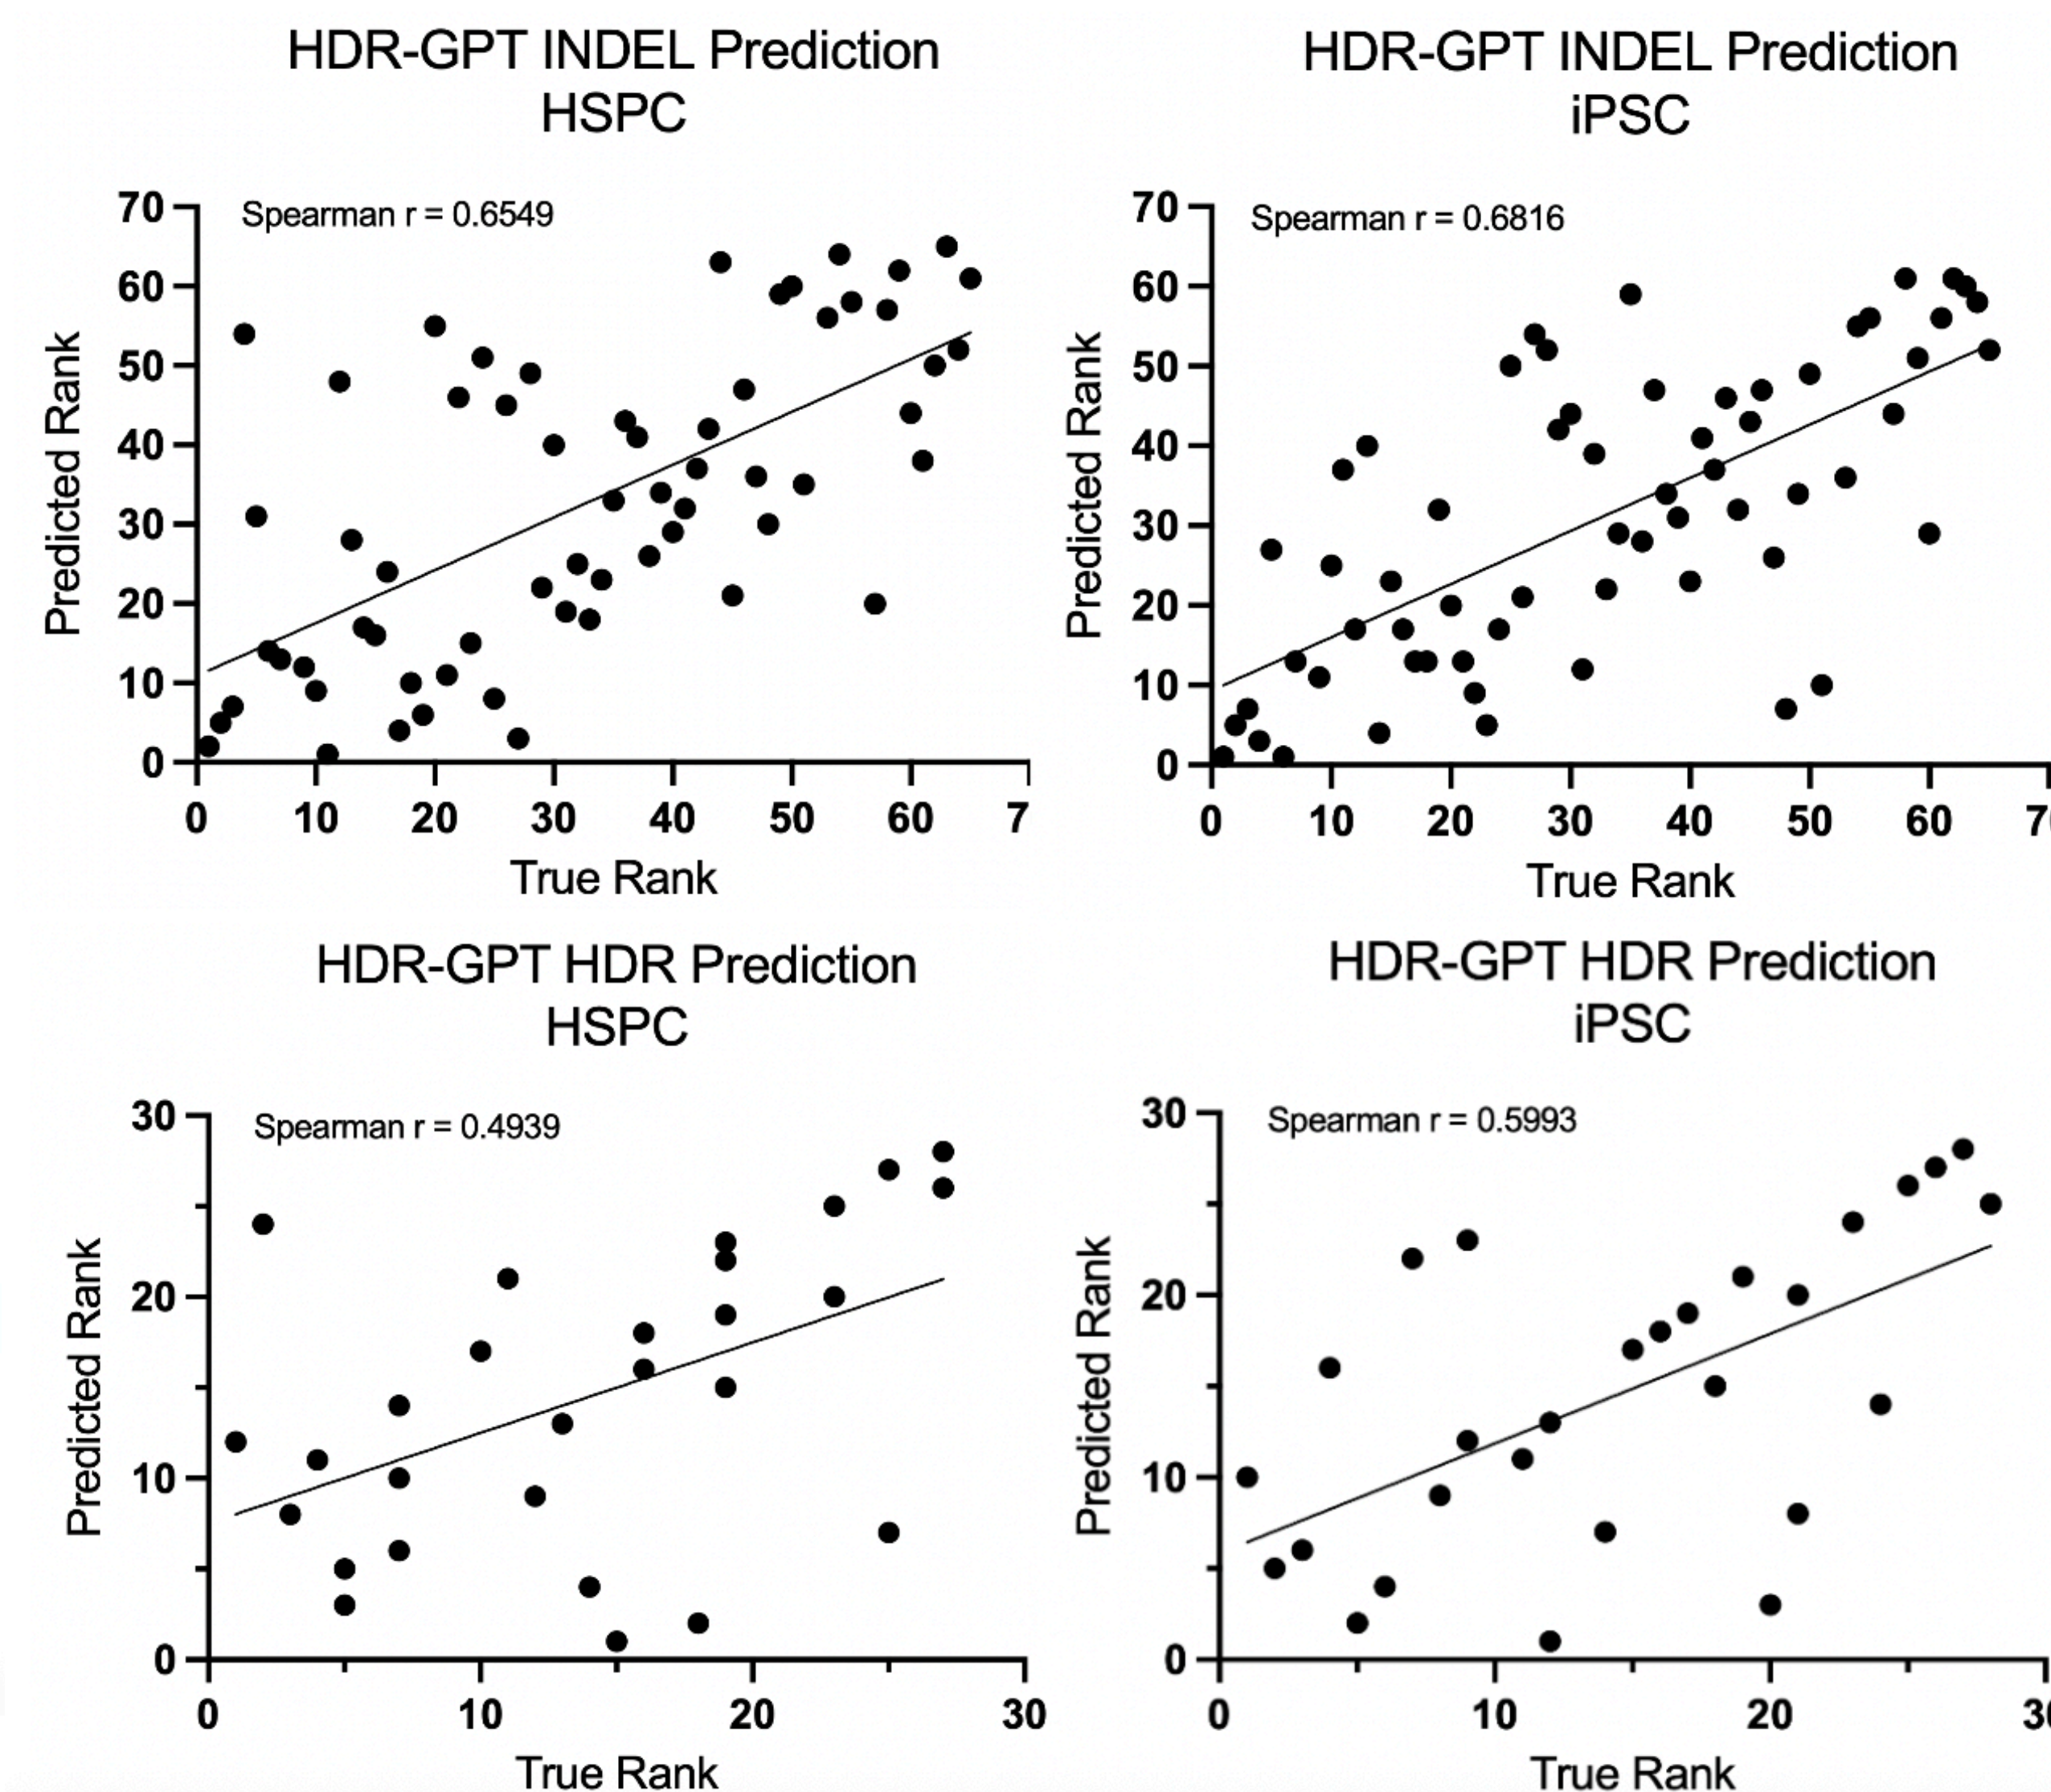 HDR-GPT INDEL Prediction
HSPC
Spearman r = 0.6549
Predicted Rank
70
60
50
40
30
20
10
0
0 10 20 30 40 50 60 7
True Rank
HDR-GPT INDEL Prediction
iPSC
Spearman r = 0.6816
Predicted Rank
70
60
50
40
30
20
10
0
0 10 20 30 40 50 60 7
True Rank
HDR-GPT HDR Prediction
HSPC
Spearman r = 0.4939
Predicted Rank
30
20
10
0
0 10 20 30
True Rank
HDR-GPT HDR Prediction
iPSC
Spearman r = 0.5993
Predicted Rank
30
20
10
0
0 10 20 3
True Rank